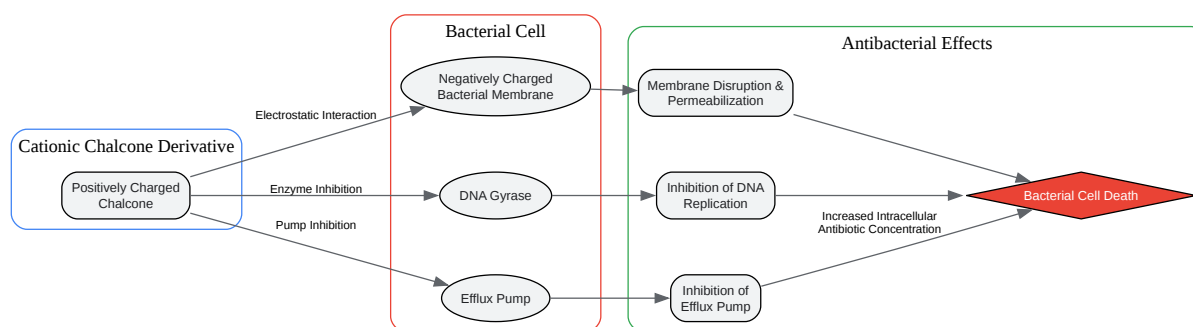 Bacterial Cell
Antibacterial Effects
Negatively Charged
Bacterial Membrane
Membrane Disruption &
Permeabilization
Electrostatic Interaction
Cationic Chalcone Derivative
Positively Charged
Chalcone
Enzyme Inhibition
DNA Gyrase
Inhibition of DNA
Replication
Bacterial Cell Death
Pump Inhibition
Increased Intracellular
Antibiotic Concentration
Efflux Pump
Inhibition of
Efflux Pump